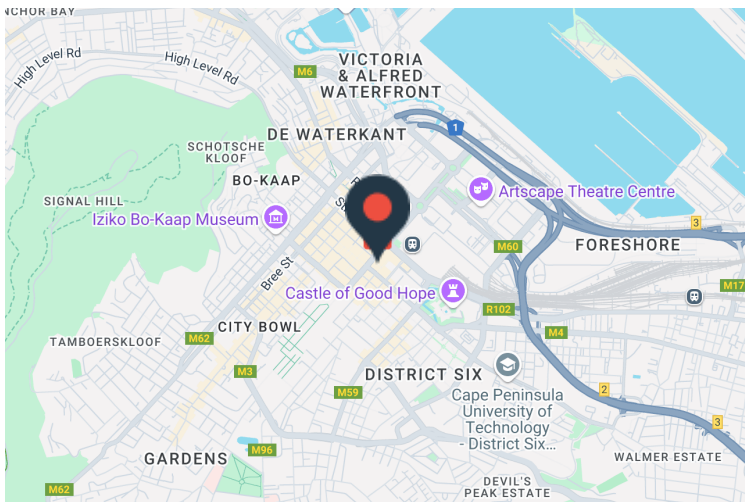 NCHOR BAY
High Level Rd
High Level Rd
M6
VICTORIA
& ALFRED
WATERFRONT
DE WATERKANT
1
SCHOTSCHE
KLOOF
BO-KAAP
SIGNAL HILL
Iziko Bo-Kaap Museum
Artscape Theatre Centre
3
M60
FORESHORE
Bree St
Castle of Good Hope
M17
R102
CITY BOWL
M62
M4
TAMBOERSKLOOF
M3
DISTRICT SIX
M59
2
Cape Peninsula
University of
Technology
- District Six...
3
GARDENS
M96
WALMER ESTATE
M62
DEVIL'S
PEAK ESTATE